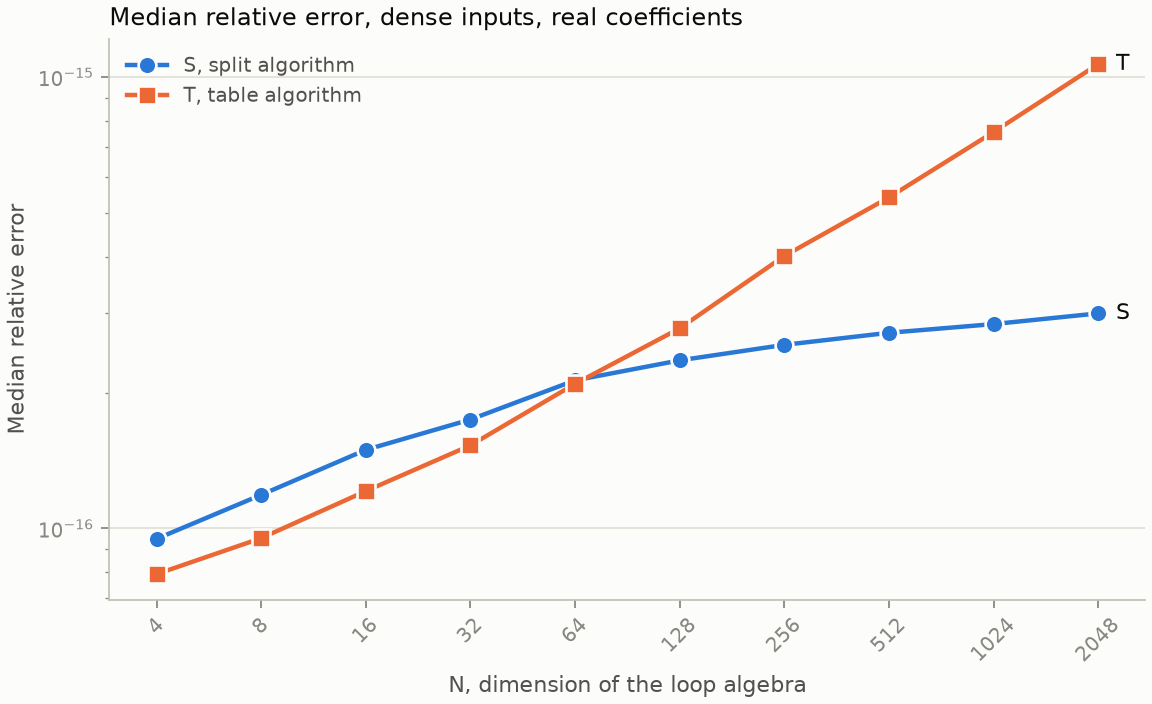 Median relative error, dense inputs, real coefficients
S, split algorithm
T, table algorithm
10⁻¹⁵
10⁻¹⁶
Median relative error
T
S
4 8 16 32 64 128 256 512 1024 2048
N, dimension of the loop algebra